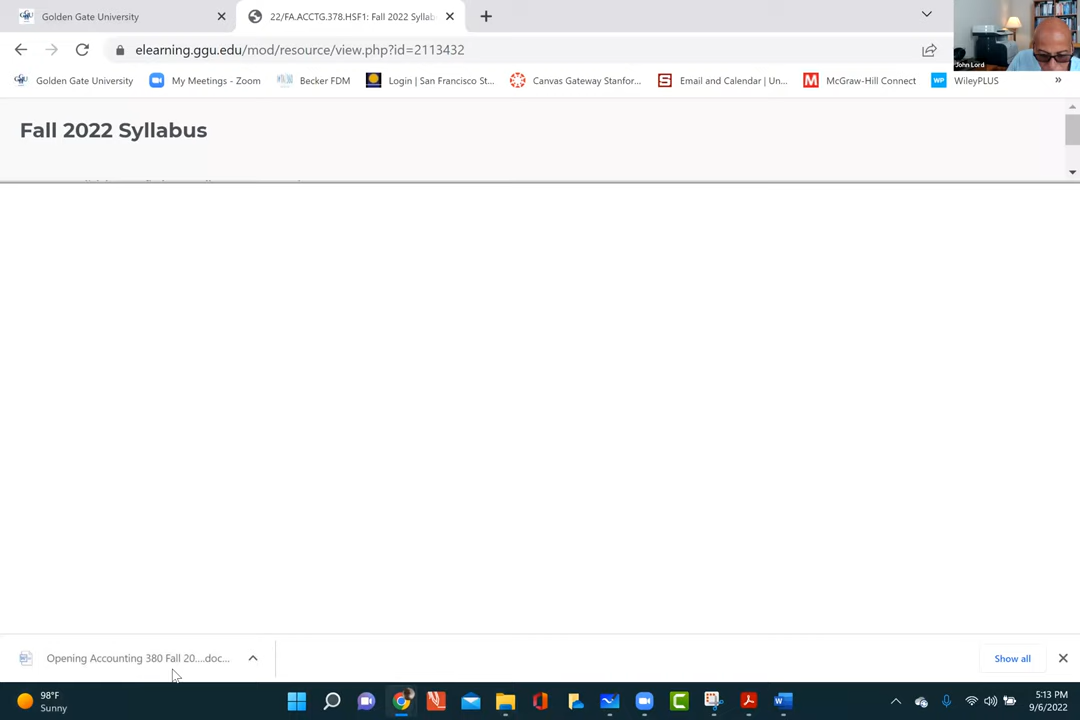 Golden Gate University
22/FA.ACCTG.378.HSF1: Fall 2022 Syllab
elearning.ggu.edu/mod/resource/view.php?id=2113432
John Lord
Golden Gate University
My Meetings - Zoom
Becker FDM
Login | San Francisco St...
Canvas Gateway Stanfor...
Email and Calendar | Un...
McGraw-Hill Connect
WileyPLUS
»
Fall 2022 Syllabus
Opening Accounting 380 Fall 20....doc...
Show all
98°F
Sunny
5:13 PM
9/6/2022